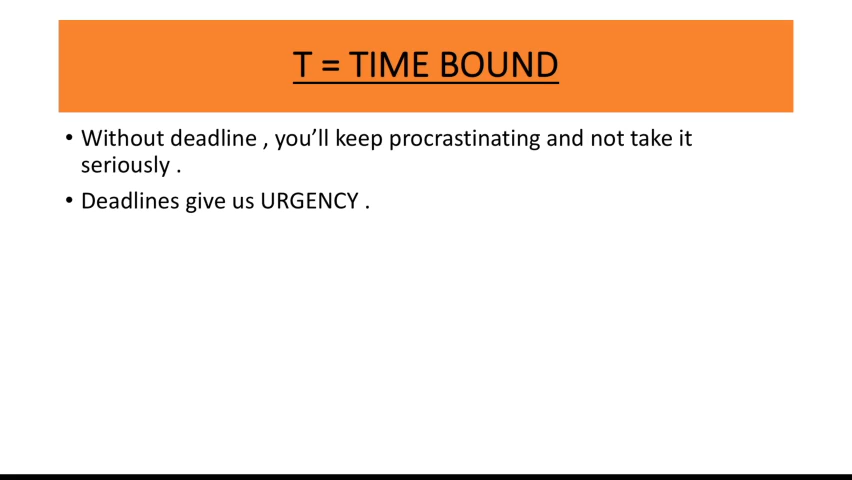 T = TIME BOUND
• Without deadline , you’ll keep procrastinating and not take it
seriously .
• Deadlines give us URGENCY .